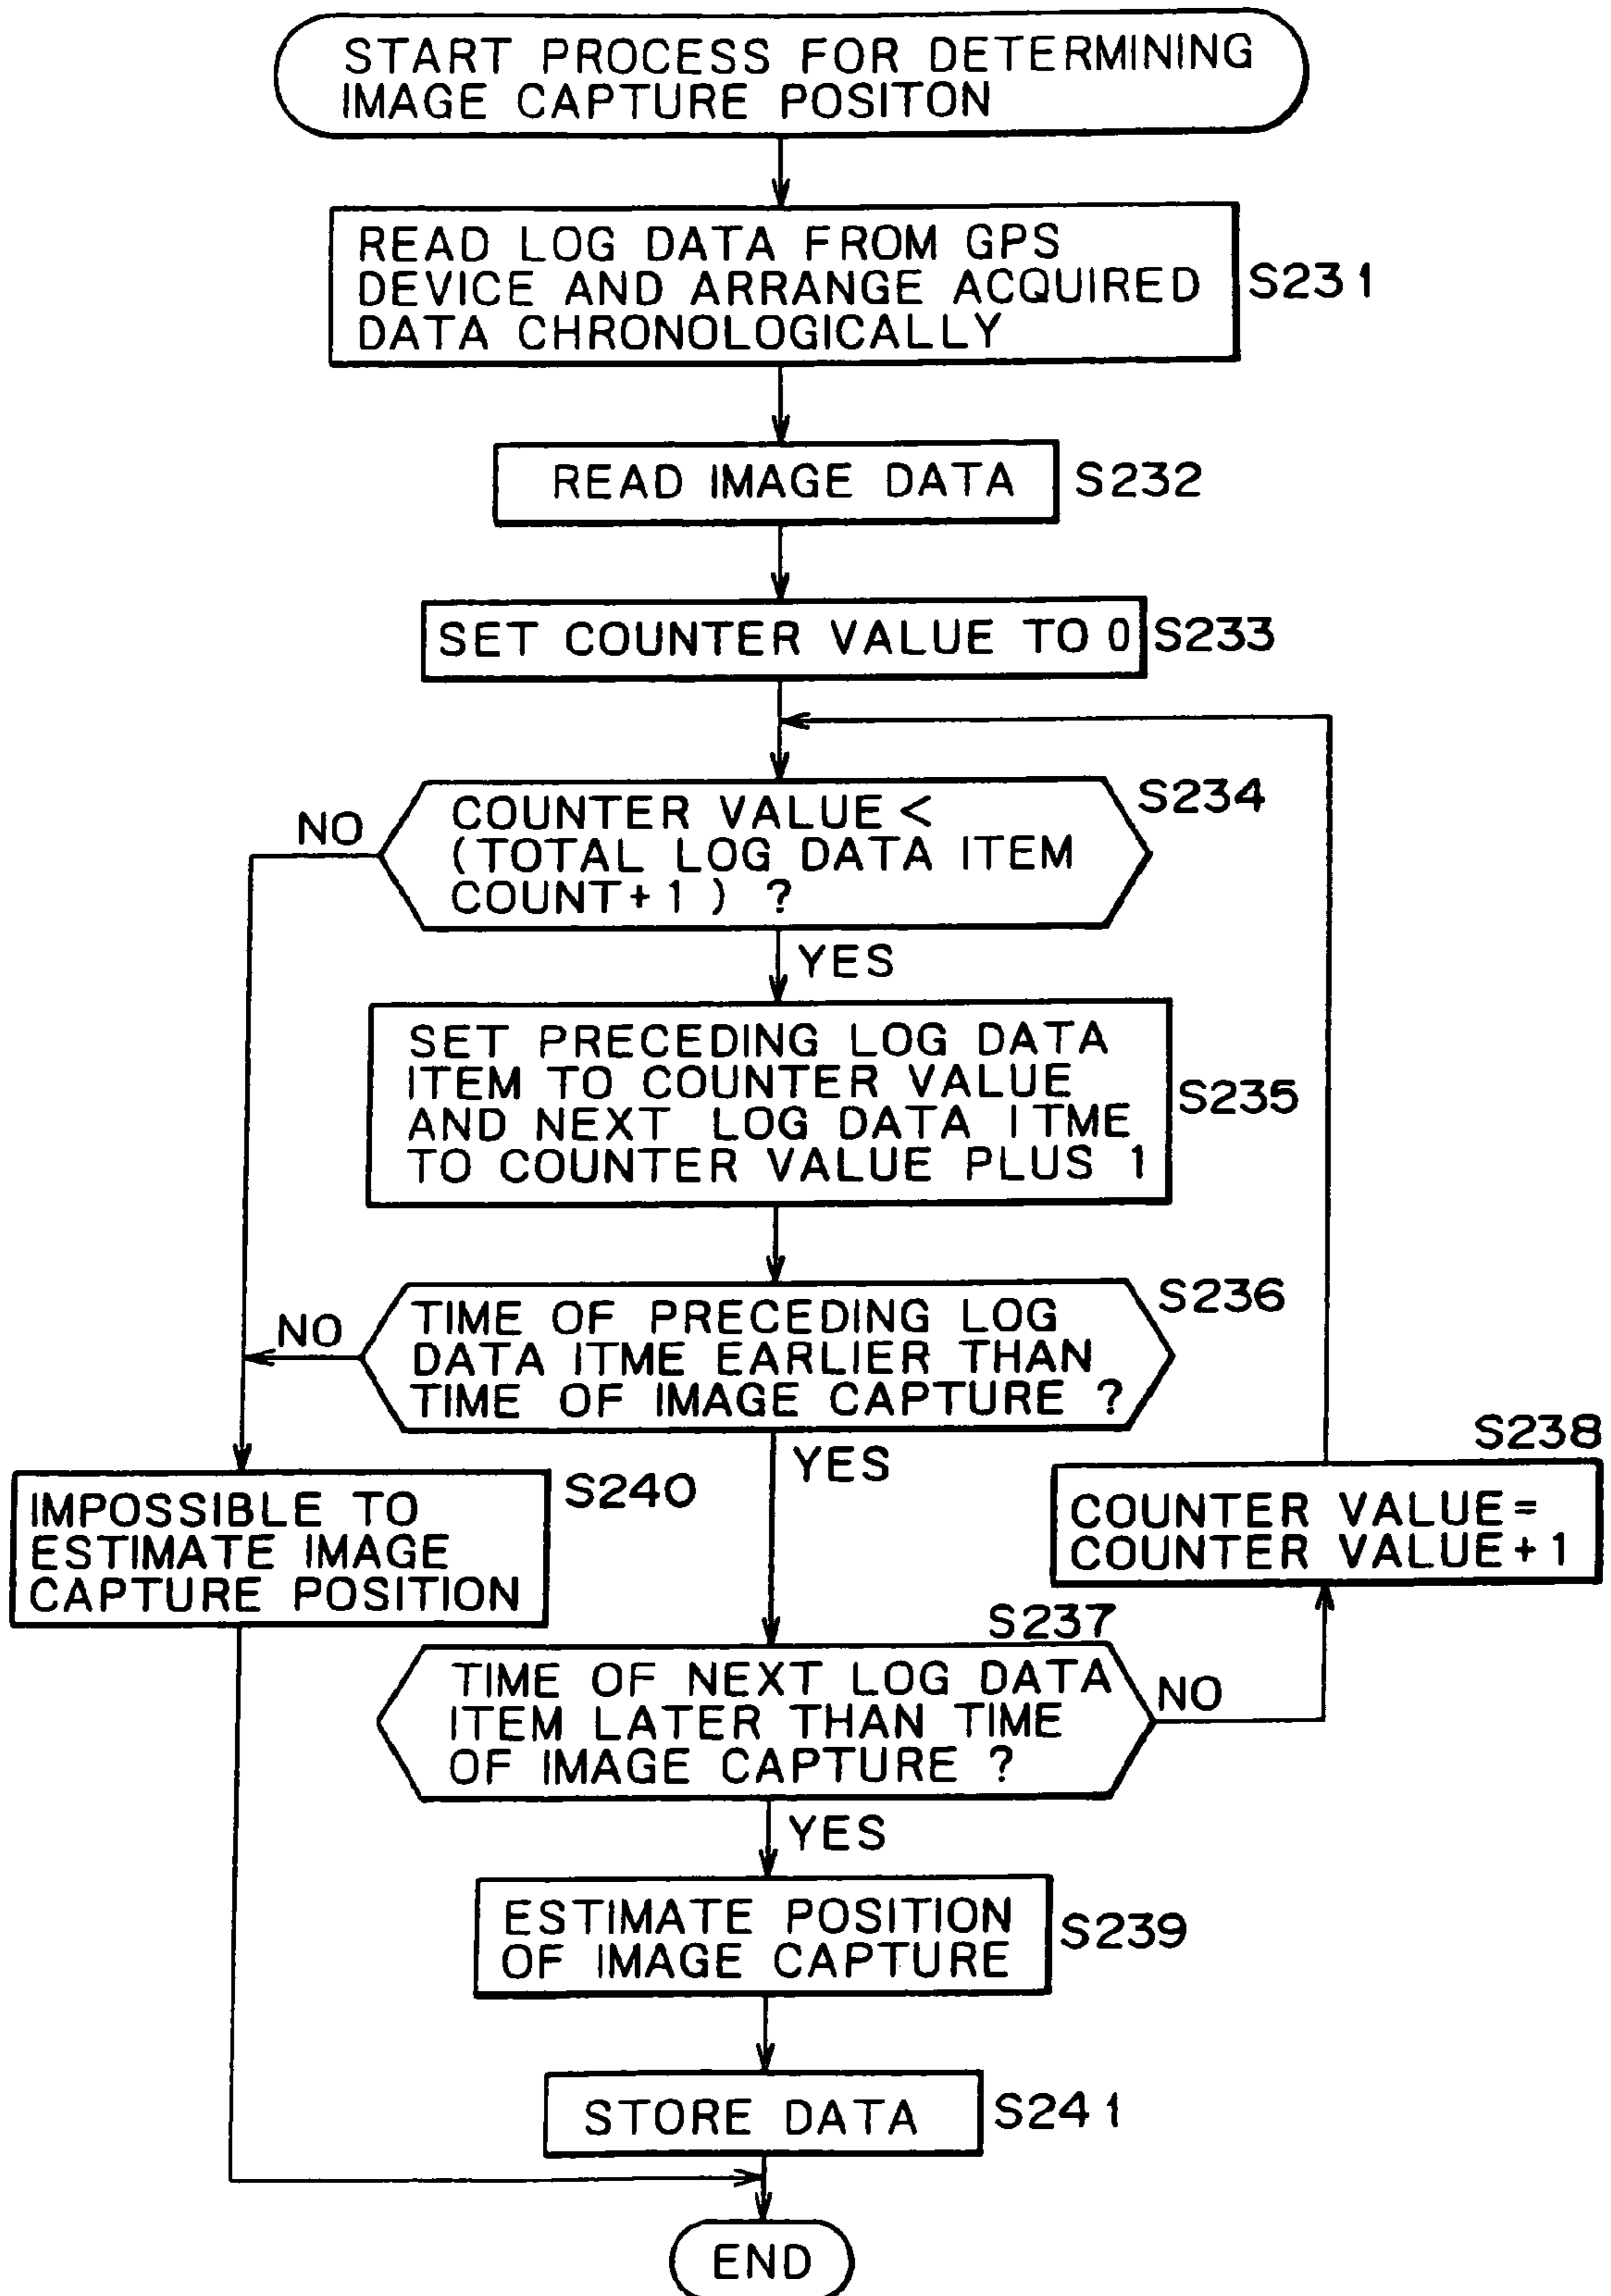 START PROCESS FOR DETERMINING
IMAGE CAPTURE POSITON
READ LOG DATA FROM GPS
DEVICE AND ARRANGE ACQUIRED
DATA CHRONOLOGICALLY
S231
READ IMAGE DATA
S232
SET COUNTER VALUE TO 0
S233
S234
NO
COUNTER VALUE <
(TOTAL LOG DATA ITEM
COUNT+1) ?
YES
SET PRECEDING LOG DATA
ITEM TO COUNTER VALUE
AND NEXT LOG DATA ITME
TO COUNTER VALUE PLUS 1
S235
S236
NO
TIME OF PRECEDING LOG
DATA ITME EARLIER THAN
TIME OF IMAGE CAPTURE ?
YES
S238
COUNTER VALUE=
COUNTER VALUE+1
S240
IMPOSSIBLE TO
ESTIMATE IMAGE
CAPTURE POSITION
S237
TIME OF NEXT LOG DATA
ITEM LATER THAN TIME
OF IMAGE CAPTURE ?
NO
YES
ESTIMATE POSITION
OF IMAGE CAPTURE
S239
STORE DATA
S241
END